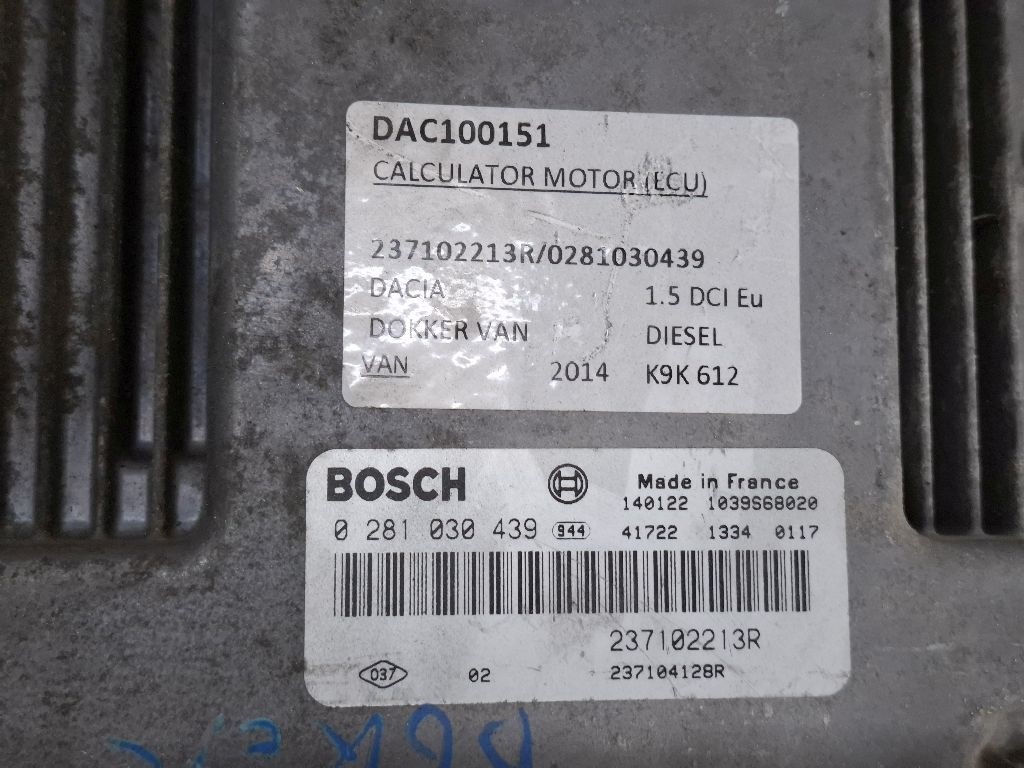 DAC100151
CALCULATOR MOTOR (ECU)
237102213R/0281030439
DACIA 1.5 DCI Eu
DOKKER VAN DIESEL
VAN 2014 K9K 612
BOSCH Made in France
140122 1039S68020
0 281 030 439 944 41722 1334 0117
237102213R
037 02 237104128R